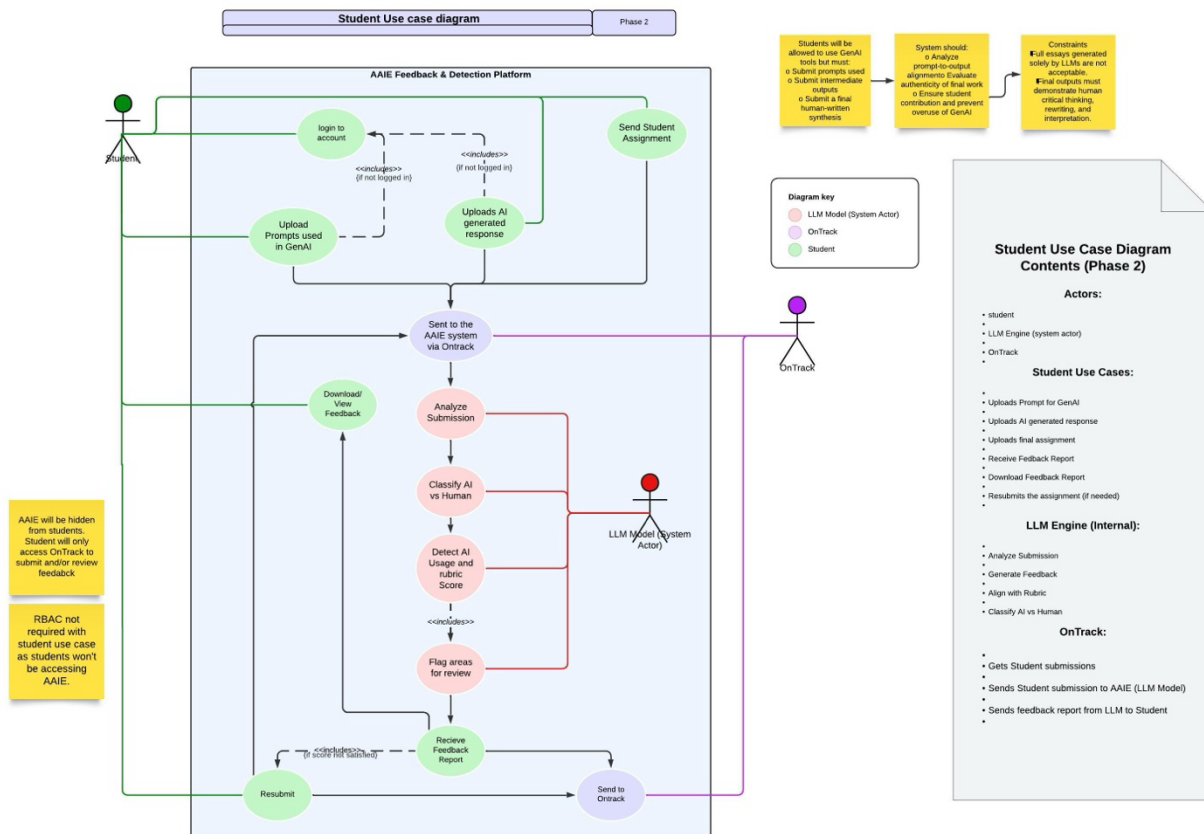 Student Use case diagram
Phase 2
Students will be
allowed to use GenAI
tools but must:
o Submit prompts used
o Submit intermediate
outputs
o Submit a final
human-written
synthesis
System should:
o Analyze
prompt-to-output
alignmento Evaluate
authenticity of final work
o Ensure student
contribution and prevent
overuse of GenAI
Constraints
Full essays generated
solely by LLMs are not
acceptable.
Final outputs must
demonstrate human
critical thinking,
rewriting, and
interpretation.
AAIE Feedback & Detection Platform
Student
login to
account
Send Student
Assignment
<<includes>>
{if not logged in}
<<includes>>
{if not logged in}
Upload
Prompts used
in GenAI
Uploads AI
generated
response
Diagram key
LLM Model (System Actor)
OnTrack
Student
Sent to the
AAIE system
via Ontrack
OnTrack
Download/
View
Feedback
Analyze
Submission
Classify AI
vs Human
LLM Model (System
Actor)
Detect AI
Usage and
rubric
Score
<<includes>>
Flag areas
for review
Recieve
Feedback
Report
<<includes>>
(if score not satisfied)
Resubmit
Send to
Ontrack
AAIE will be hidden
from students.
Student will only
access OnTrack to
submit and/or review
feedabck
RBAC not
required with
student use case
as students won't
be accessing
AAIE.
Student Use Case Diagram
Contents (Phase 2)
Actors:
• student
•
• LLM Engine (system actor)
•
• OnTrack
•
Student Use Cases:
•
• Uploads Prompt for GenAI
•
• Uploads AI generated response
•
• Uploads final assignment
•
• Receive Fedback Report
•
• Download Feedback Report
•
• Resubmits the assignment (if needed)
•
LLM Engine (Internal):
•
• Analyze Submission
•
• Generate Feedback
•
• Align with Rubric
•
• Classify AI vs Human
OnTrack:
•
• Gets Student submissions
•
• Sends Student submission to AAIE (LLM Model)
•
• Sends feedback report from LLM to Student
•